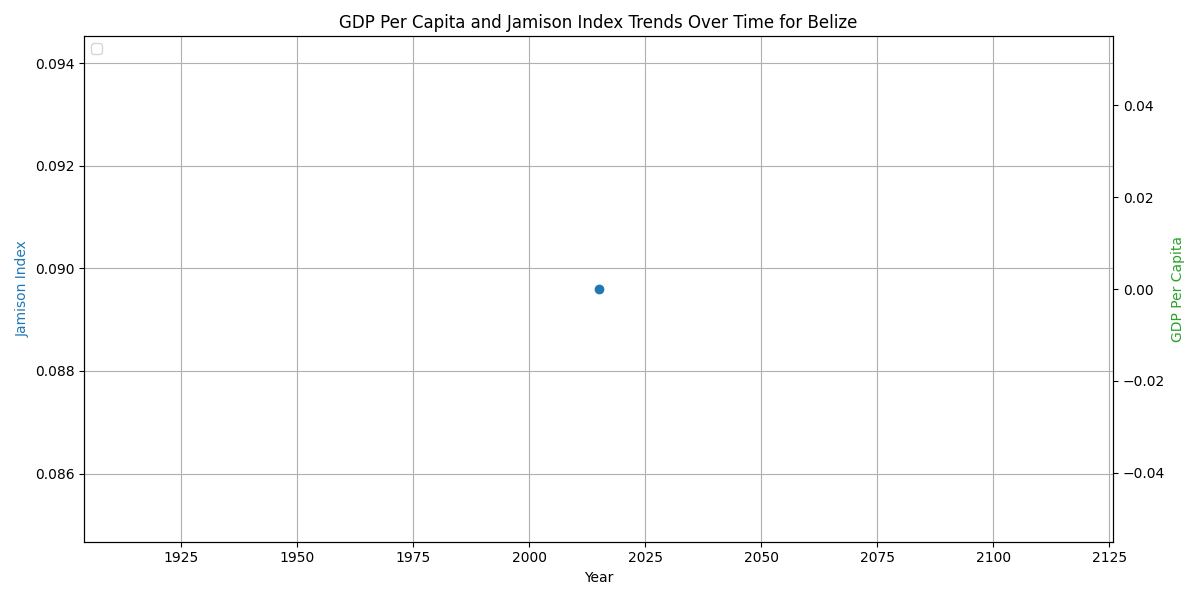 GDP Per Capita and Jamison Index Trends Over Time for Belize
0.094
0.092
0.090
0.088
0.086
Jamison Index
0.04
0.02
0.00
−0.02
−0.04
GDP Per Capita
1925 1950 1975 2000 2025 2050 2075 2100 2125
Year